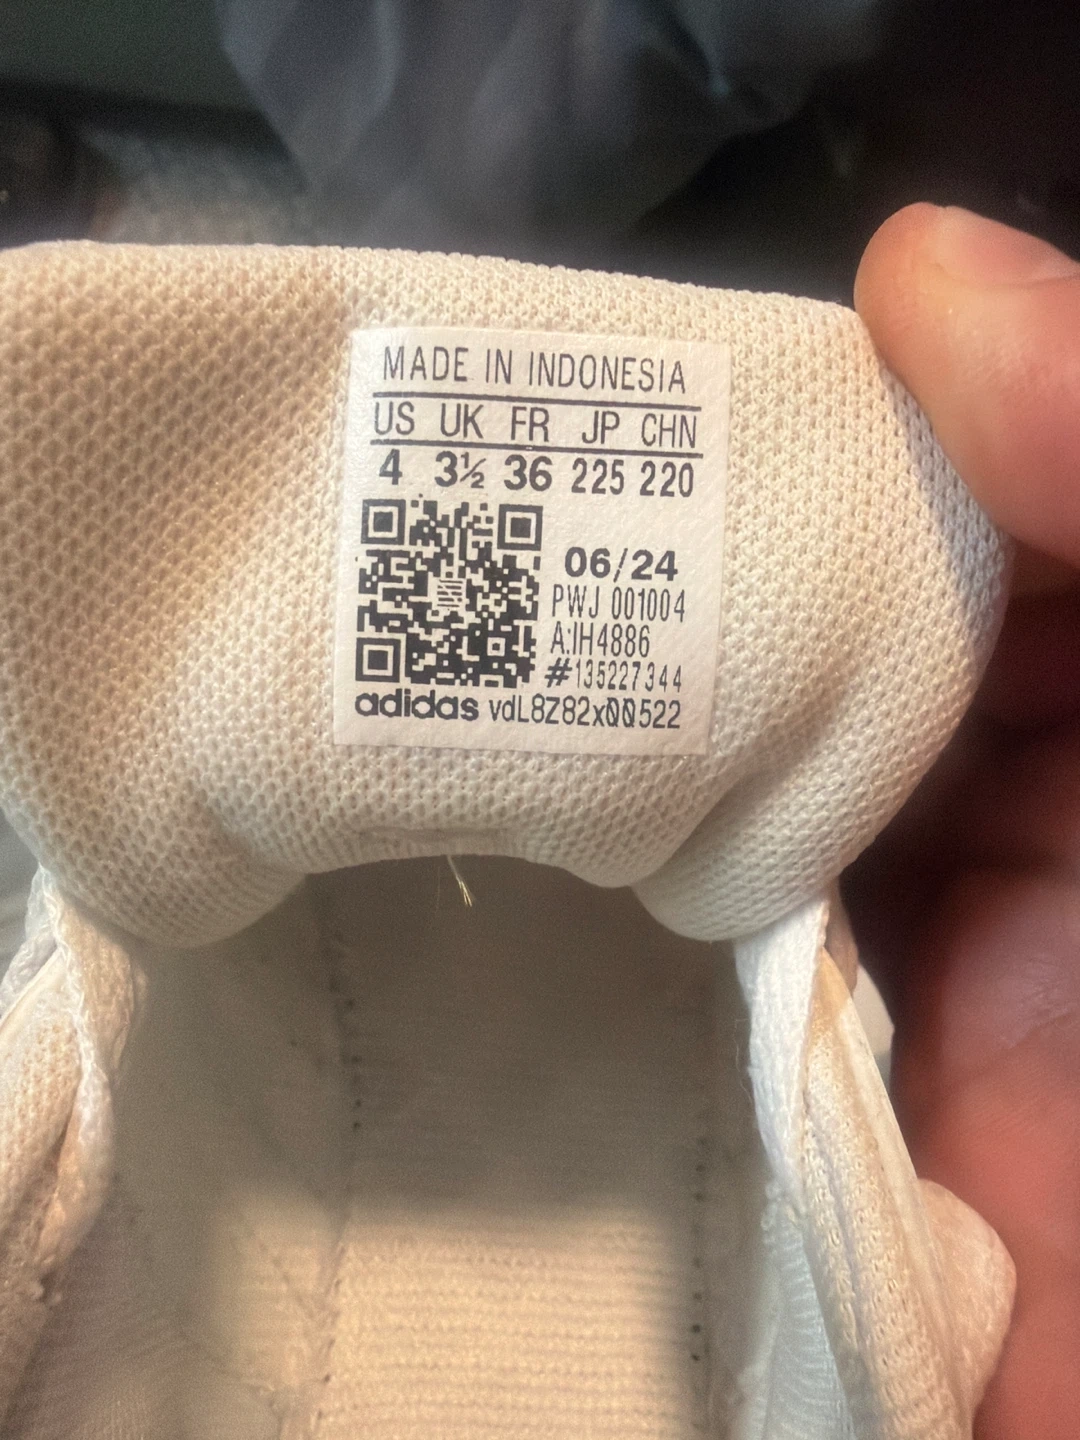 MADE IN INDONESIA
US UK FR JP CHN
4 3½ 36 225 220
06/24
PWJ 001004
A:IH4886
#135227344
adidas vdL8Z82x00522